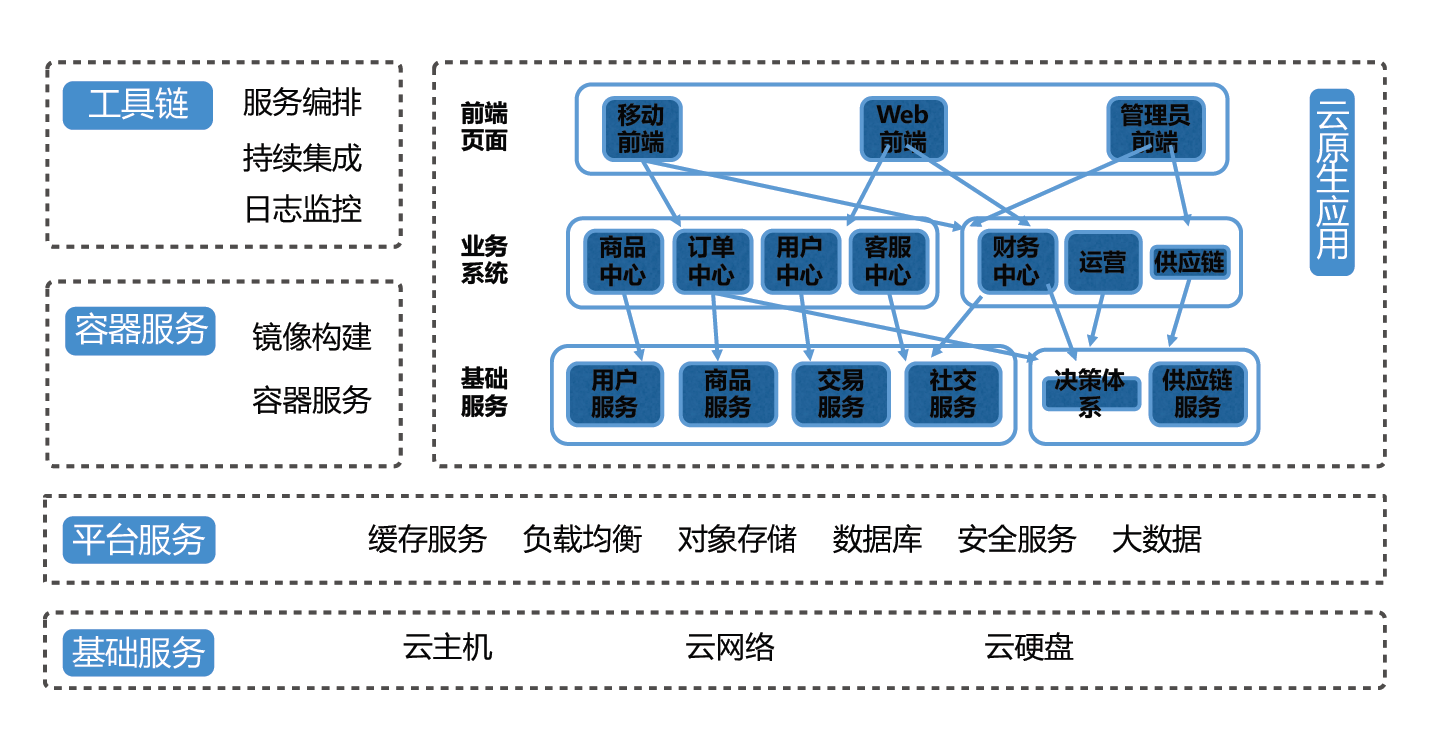 工具链
服务编排
持续集成
日志监控
容器服务
镜像构建
容器服务
前端
页面
移动
前端
Web
前端
管理员
前端
业务
系统
商品
中心
订单
中心
用户
中心
客服
中心
财务
中心
运营
供应链
基础
服务
用户
服务
商品
服务
交易
服务
社交
服务
决策体
系
供应链
服务
云原生应用
平台服务
缓存服务
负载均衡
对象存储
数据库
安全服务
大数据
基础服务
云主机
云网络
云硬盘